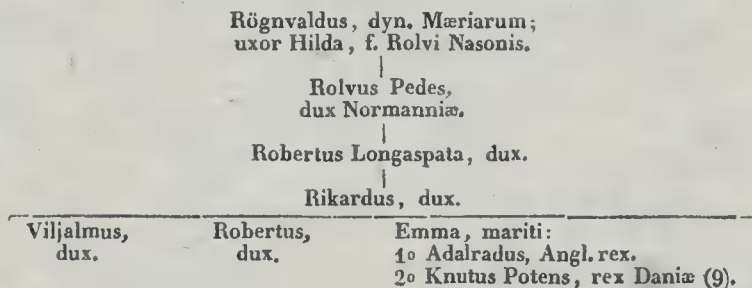 Rögnvaldus, dyn. Mæriarum;
uxor Hilda, f. Rolvi Nasonis.
Rolvus Pedes,
dux Normanniæ.
Robertus Longaspata, dux.
Rikardus, dux.
Viljalmus, Robertus, Emma, mariti:
dux. dux. 1o Adalradus, Angl. rex.
2o Knutus Potens, rex Daniæ (9).